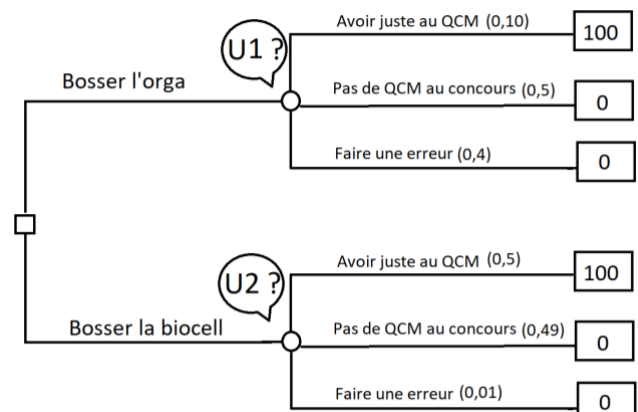 Avoir juste au QCM (0,10)
100
U1 ?
Bosser l'orga
Pas de QCM au concours (0,5)
0
Faire une erreur (0,4)
0
Avoir juste au QCM (0,5)
100
U2 ?
Bosser la biocell
Pas de QCM au concours (0,49)
0
Faire une erreur (0,01)
0